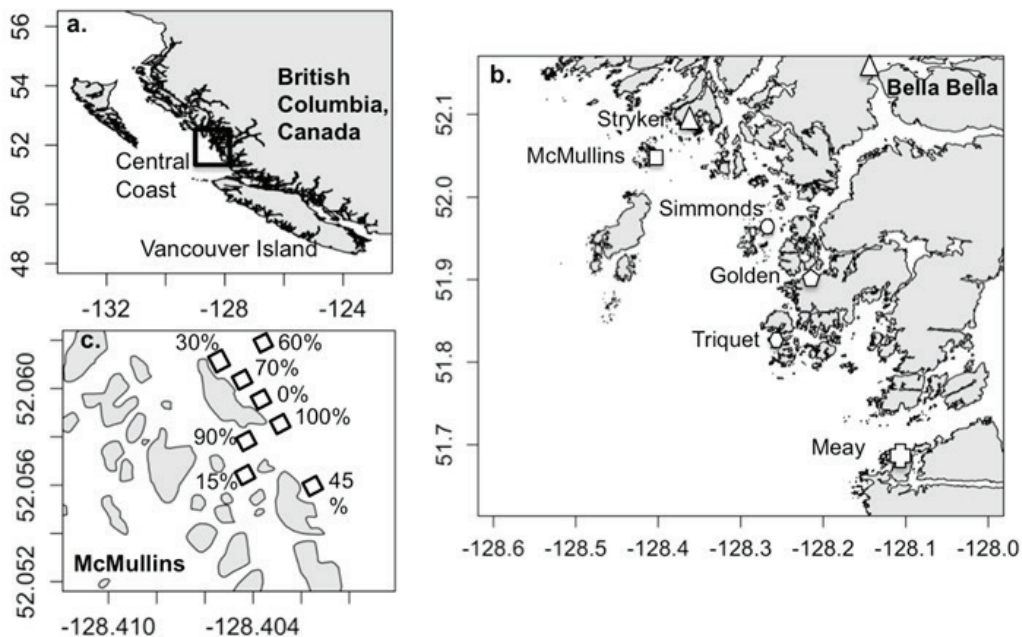 a.
British
Columbia,
Canada
Central
Coast
Vancouver Island
56
54
52
50
48
-132
-128
-124
b.
Bella Bella
Stryker
McMullins
Simmonds
Golden
Triquet
Meay
52.1
52.0
51.9
51.8
51.7
-128.6
-128.5
-128.4
-128.3
-128.2
-128.1
-128.0
c.
30%
60%
70%
0%
100%
90%
15%
45
%
McMullins
52.060
52.056
52.052
-128.410
-128.404